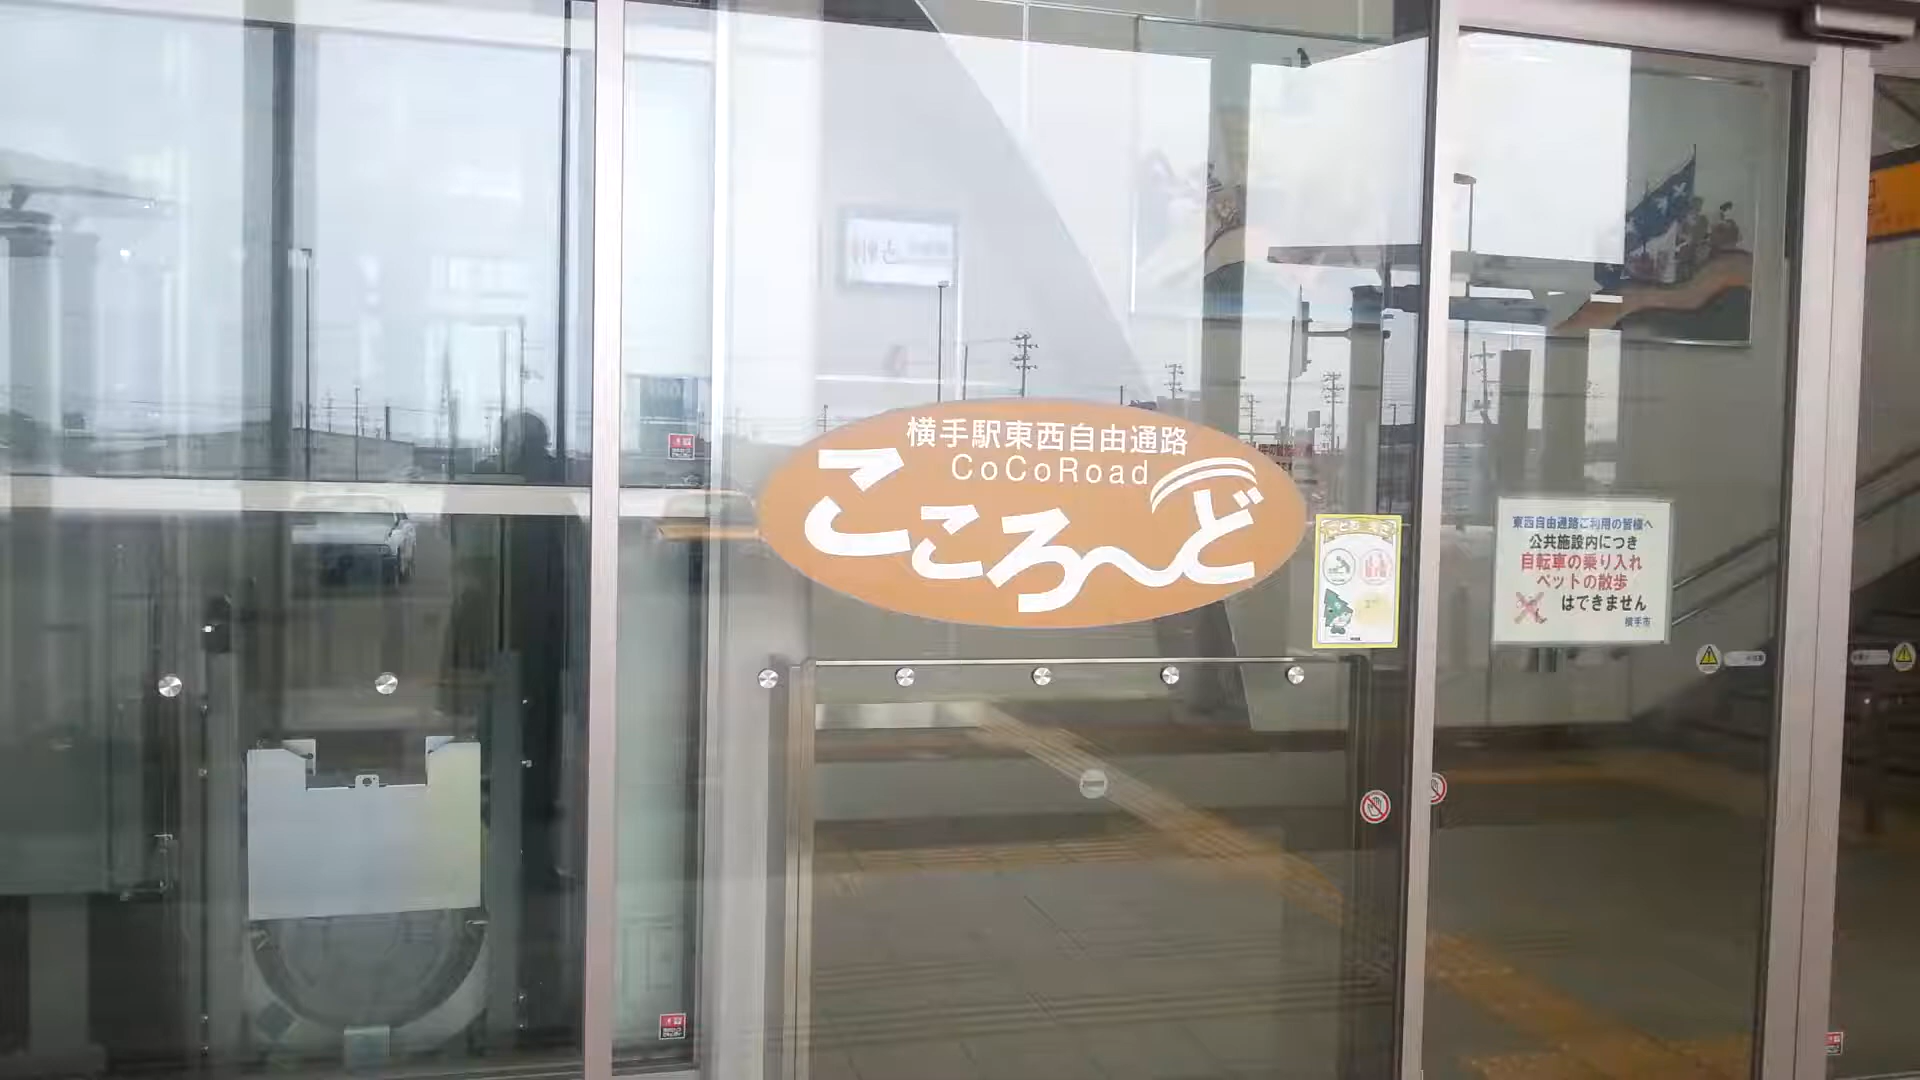 横手駅東西自由通路
CoCoRoad
こころ〜ど
東西自由通路ご利用の皆様へ
公共施設内につき
自転車の乗り入れ
ペットの散歩
はできません
横手市